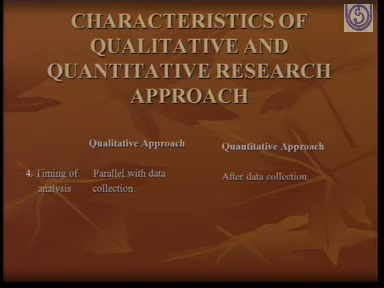 CHARACTERISTICS OF
QUALITATIVE AND
QUANTITATIVE RESEARCH
APPROACH
Qualitative Approach Quantitative Approach
4. Timing of Parallel with data After data collection
analysis collection